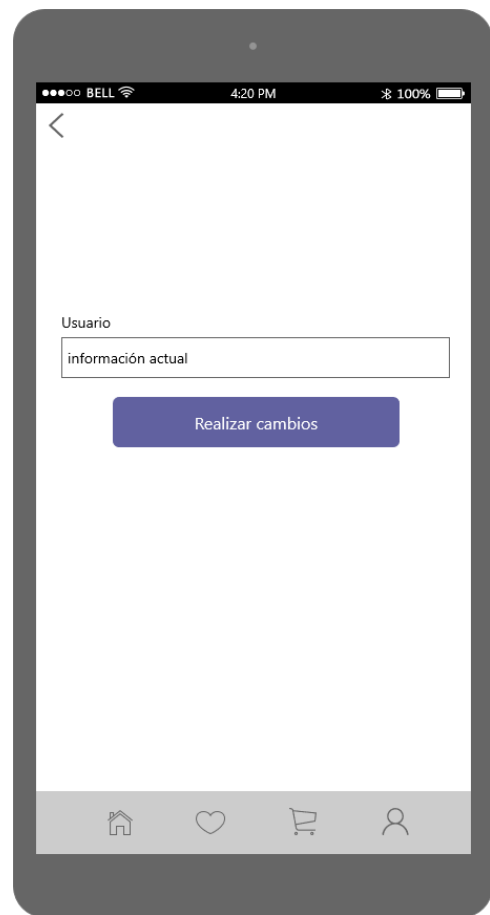 ●●●○○ BELL 4:20 PM 100%
Usuario
información actual
Realizar cambios